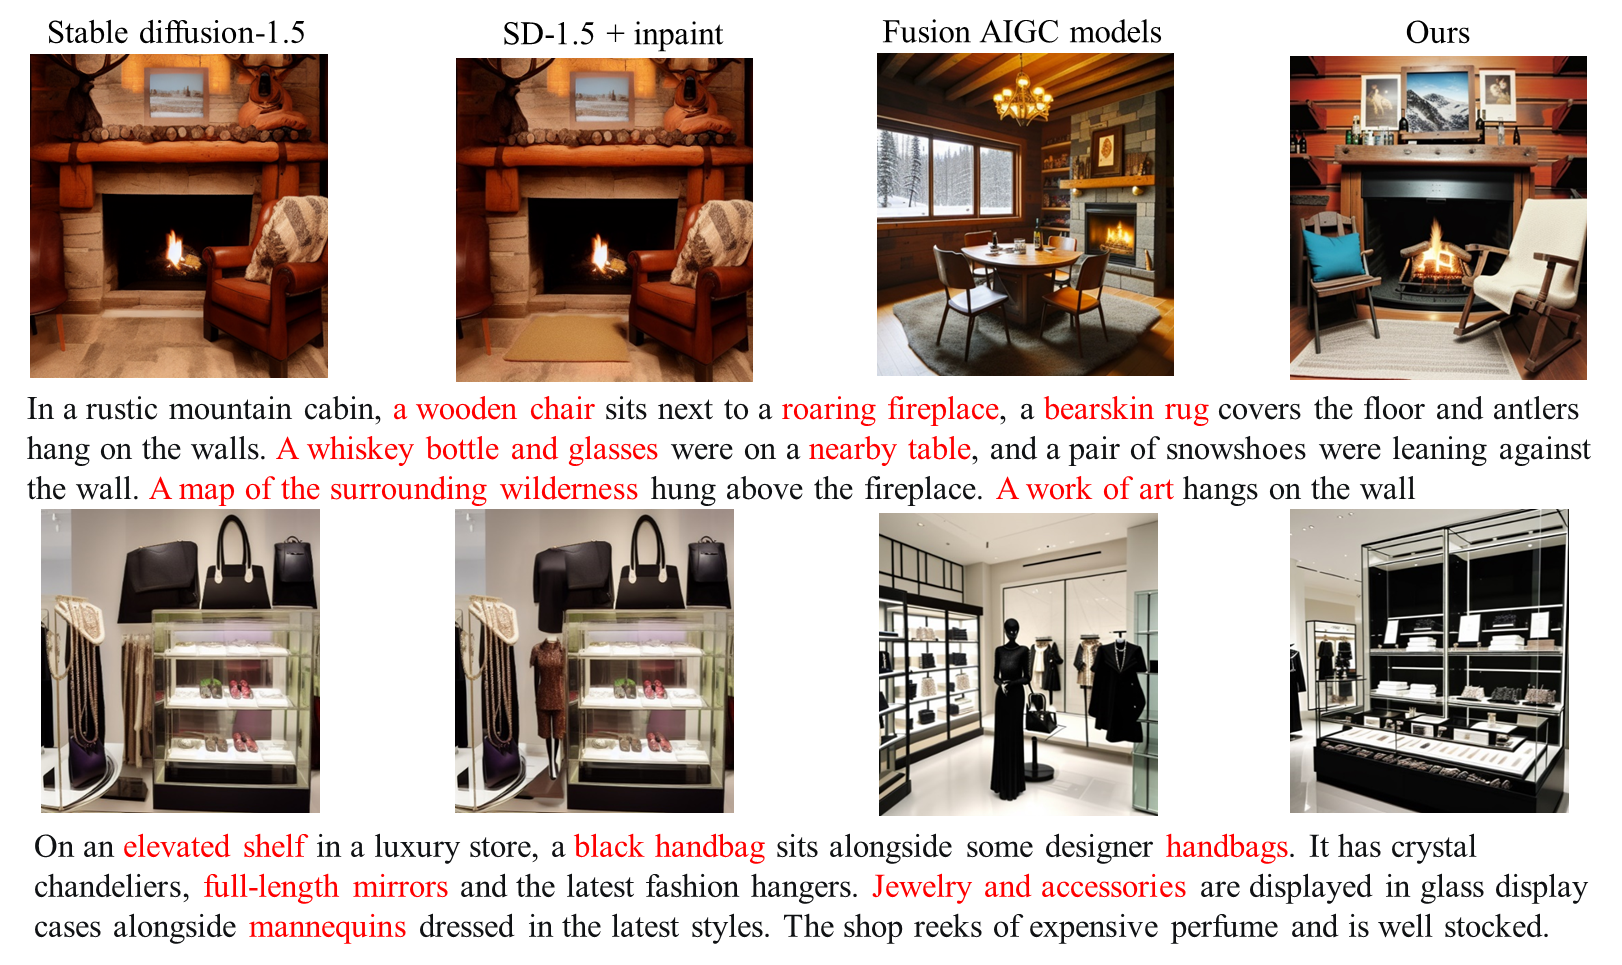 Stable diffusion-1.5 SD-1.5 + inpaint Fusion AIGC models Ours
In a rustic mountain cabin, a wooden chair sits next to a roaring fireplace, a bearskin rug covers the floor and antlers
hang on the walls. A whiskey bottle and glasses were on a nearby table, and a pair of snowshoes were leaning against
the wall. A map of the surrounding wilderness hung above the fireplace. A work of art hangs on the wall
On an elevated shelf in a luxury store, a black handbag sits alongside some designer handbags. It has crystal
chandeliers, full-length mirrors and the latest fashion hangers. Jewelry and accessories are displayed in glass display
cases alongside mannequins dressed in the latest styles. The shop reeks of expensive perfume and is well stocked.